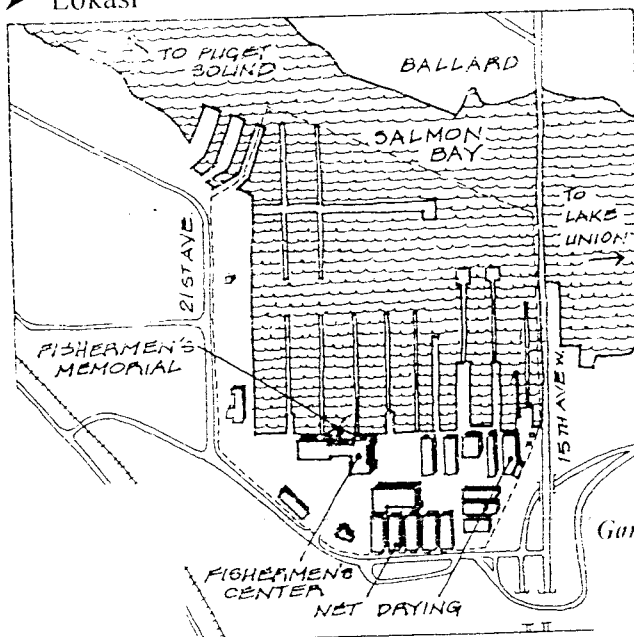 Lokasi
TO PUGET
SOUND
BALLARD
SALMON
BAY
TO
LAKE
UNION
21ST AVE.
FISHERMEN'S
MEMORIAL
15TH AVE W.
Gar
FISHERMEN'S
CENTER
NET DRYING